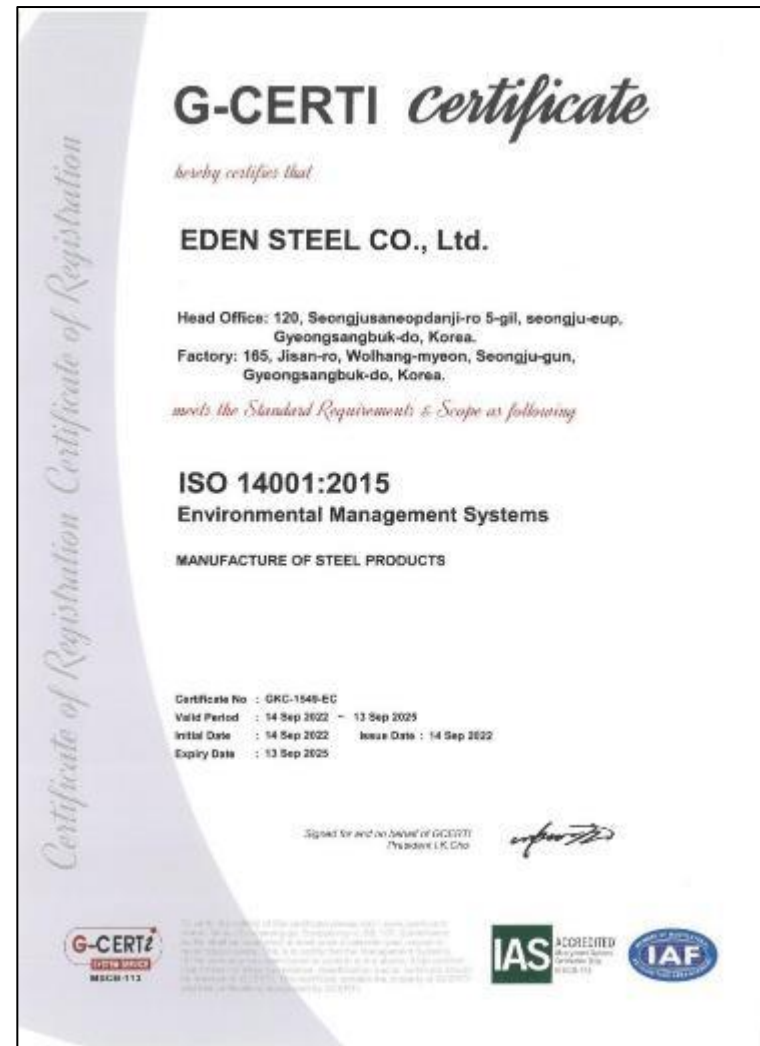 G-CERTI Certificate
hereby certifies that
EDEN STEEL CO., Ltd.
Head Office: 120, Seongjusaneopdanji-ro 5-gil, seongju-eup,
Gyeongsangbuk-do, Korea.
Factory: 165, Jisan-ro, Wolhang-myeon, Seongju-gun,
Gyeongsangbuk-do, Korea.
meets the Standard Requirements & Scope as following
ISO 14001:2015
Environmental Management Systems
MANUFACTURE OF STEEL PRODUCTS
Certificate No : GKC-1549-EC
Valid Period : 14 Sep 2022 ~ 13 Sep 2025
Initial Date : 14 Sep 2022 Issue Date : 14 Sep 2022
Expiry Date : 13 Sep 2025
Signed for and on behalf of GCERTI
President I.K.Cho
Certificate of Registration Certificate of Registration
G-CERTi
SYSTEM SERVICE
MSCB-113
IAS ACCREDITED
IAF